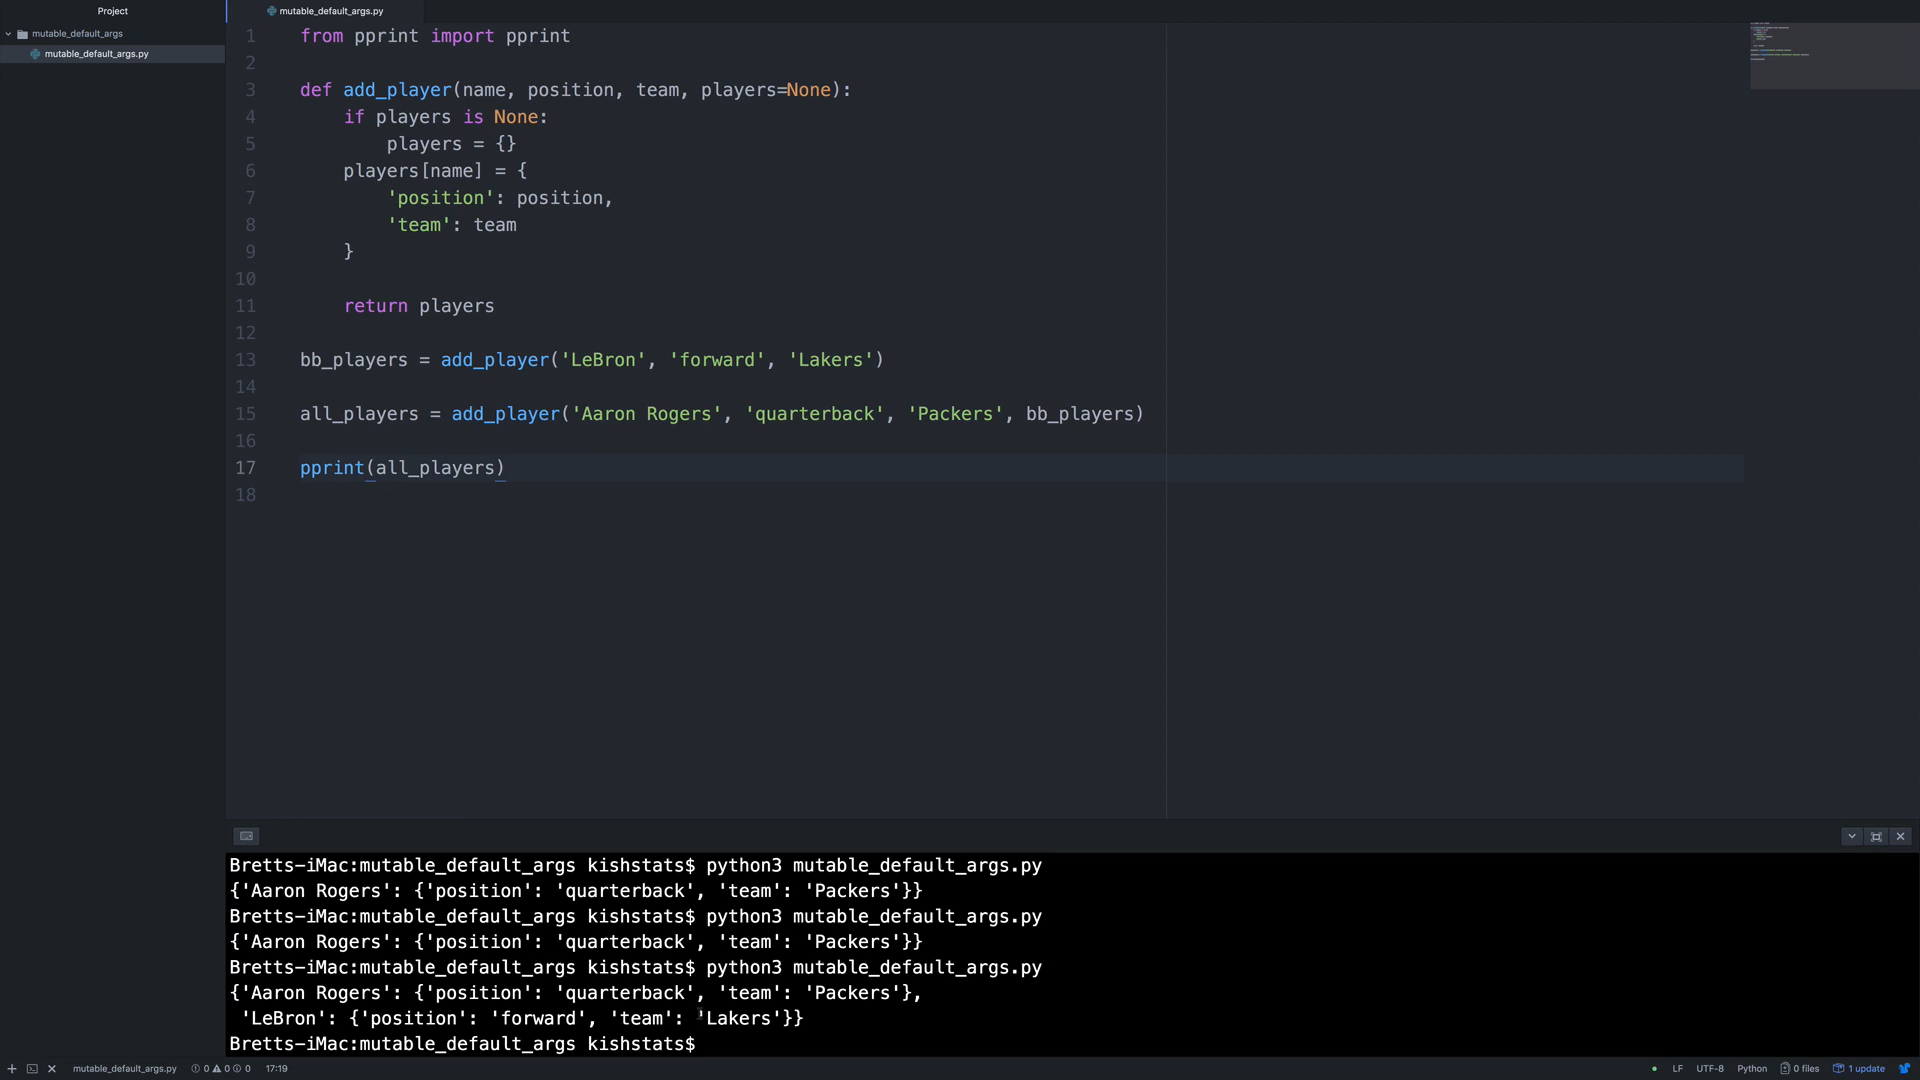 Project
mutable_default_args.py
mutable_default_args
mutable_default_args.py
1 from pprint import pprint
2
3 def add_player(name, position, team, players=None):
4 if players is None:
5 players = {}
6 players[name] = {
7 'position': position,
8 'team': team
9 }
10
11 return players
12
13 bb_players = add_player('LeBron', 'forward', 'Lakers')
14
15 all_players = add_player('Aaron Rogers', 'quarterback', 'Packers', bb_players)
16
17 pprint(all_players)
18
Bretts-iMac:mutable_default_args kishstats$ python3 mutable_default_args.py
{'Aaron Rogers': {'position': 'quarterback', 'team': 'Packers'}}
Bretts-iMac:mutable_default_args kishstats$ python3 mutable_default_args.py
{'Aaron Rogers': {'position': 'quarterback', 'team': 'Packers'}}
Bretts-iMac:mutable_default_args kishstats$ python3 mutable_default_args.py
{'Aaron Rogers': {'position': 'quarterback', 'team': 'Packers'},
'LeBron': {'position': 'forward', 'team': 'Lakers'}}
Bretts-iMac:mutable_default_args kishstats$
mutable_default_args.py 0 0 0 17:19 LF UTF-8 Python 0 files 1 update